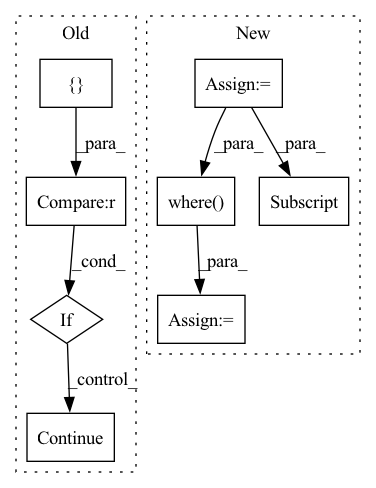 Old
New
{}
Assign:=
_para_
_para_
_para_
Compare:r
where()
Subscript
_cond_
_para_
If
Assign:=
_control_
Continue